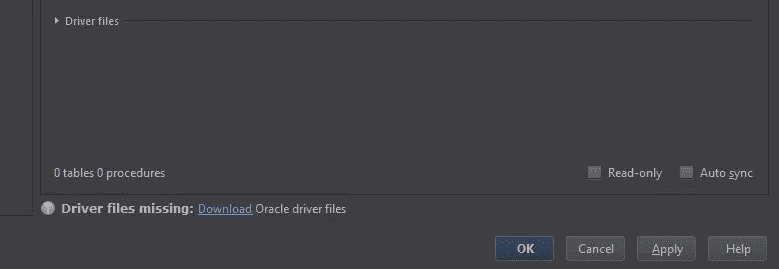 Driver files
0 tables 0 procedures
Read-only
Auto sync
Driver files missing: Download Oracle driver files
OK
Cancel
Apply
Help